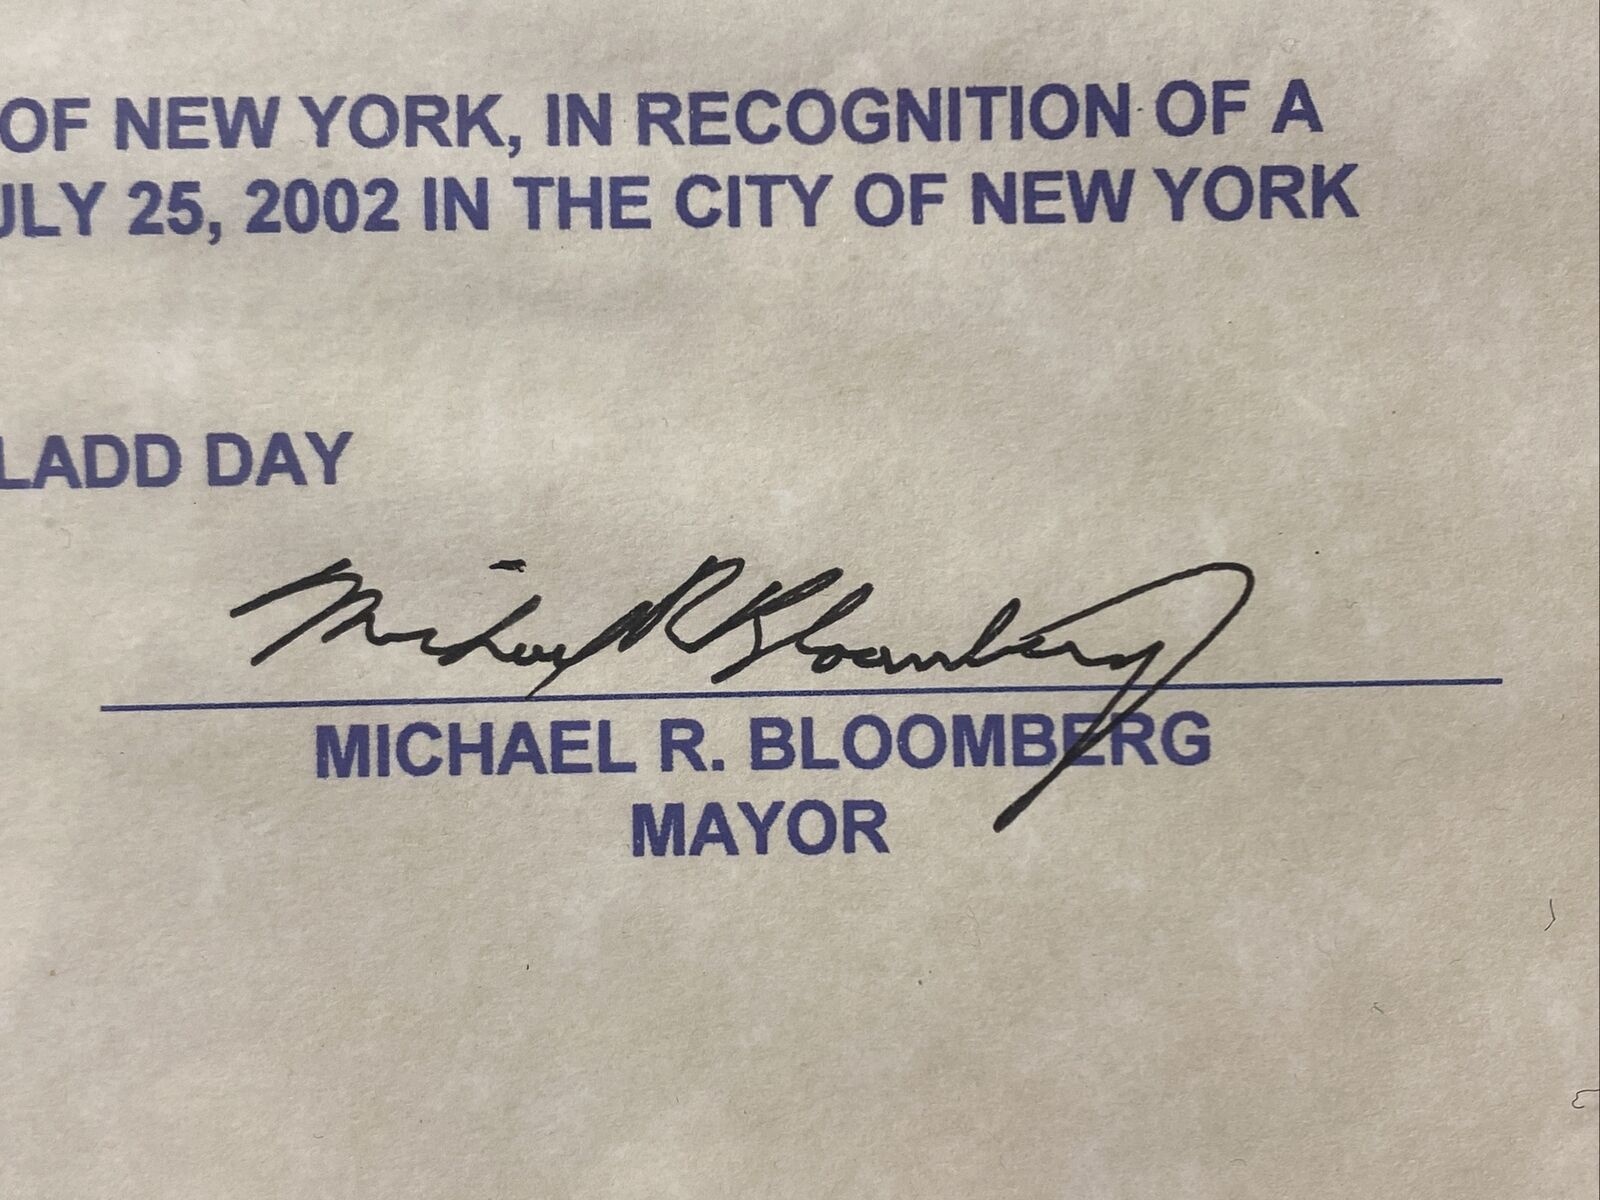 OF NEW YORK, IN RECOGNITION OF A
JLY 25, 2002 IN THE CITY OF NEW YORK
LADD DAY
Michael R Bloomberg
MICHAEL R. BLOOMBERG
MAYOR